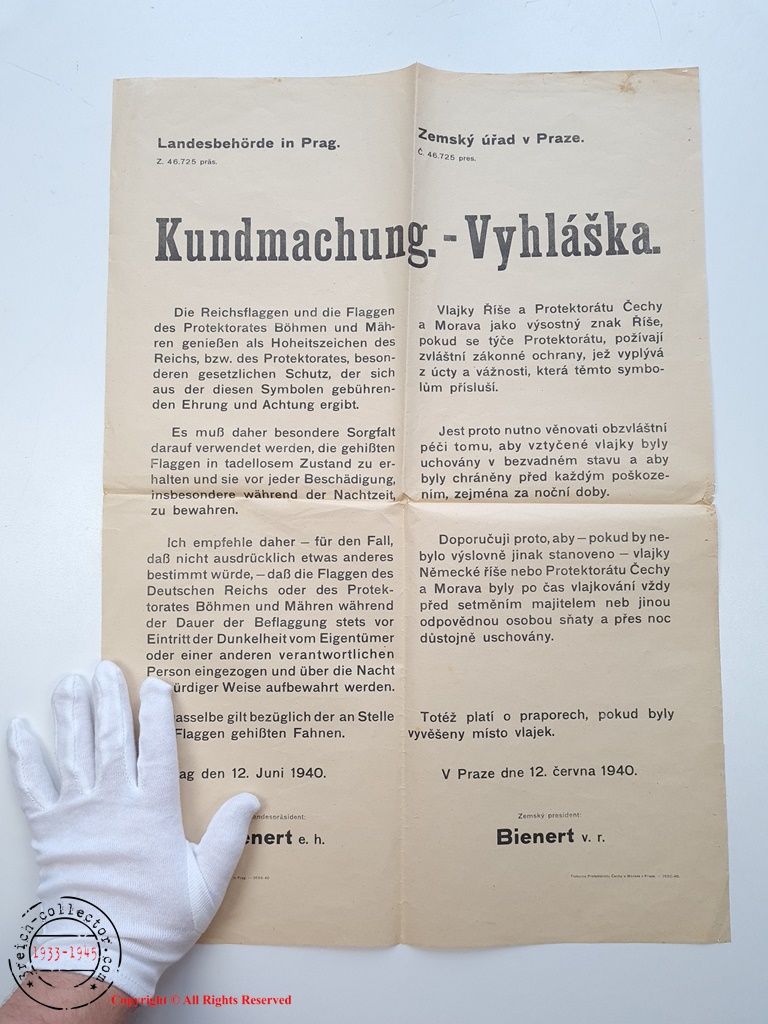 Landesbehörde in Prag.
Z. 46.725 präs.
Zemský úřad v Praze.
Č. 46.725 pres.
Kundmachung. - Vyhláška.
Die Reichsflaggen und die Flaggen
des Protektorates Böhmen und Mäh-
ren genießen als Hoheitszeichen des
Reichs, bzw. des Protektorates, beson-
deren gesetzlichen Schutz, der sich
aus der diesen Symbolen gebühren-
den Ehrung und Achtung ergibt.
Es muß daher besondere Sorgfalt
darauf verwendet werden, die gehißten
Flaggen in tadellosem Zustand zu er-
halten und sie vor jeder Beschädigung,
insbesondere während der Nachtzeit,
zu bewahren.
Ich empfehle daher – für den Fall,
daß nicht ausdrücklich etwas anderes
bestimmt würde, – daß die Flaggen des
Deutschen Reichs oder des Protek-
torates Böhmen und Mähren während
der Dauer der Beflaggung stets vor
Eintritt der Dunkelheit vom Eigentümer
oder einer anderen verantwortlichen
Person eingezogen und über die Nacht
ürdiger Weise aufbewahrt werden.
asselbe gilt bezüglich der an Stelle
Flaggen gehißten Fahnen.
ag den 12. Juni 1940.
andespräsident:
enert e. h.
Vlajky Říše a Protektorátu Čechy
a Morava jako výsostný znak Říše,
pokud se týče Protektorátu, požívají
zvláštní zákonné ochrany, jež vyplývá
z úcty a vážnosti, která těmto symbo-
lům přísluší.
Jest proto nutno věnovati obzvláštní
péči tomu, aby vztyčené vlajky byly
uchovány v bezvadném stavu a aby
byly chráněny před každým poškoze-
ním, zejména za noční doby.
Doporučuji proto, aby – pokud by ne-
bylo výslovně jinak stanoveno – vlajky
Německé říše nebo Protektorátu Čechy
a Morava byly po čas vlajkování vždy
před setměním majitelem neb jinou
odpovědnou osobou sňaty a přes noc
důstojně uschovány.
Totéž platí o praporech, pokud byly
vyvěšeny místo vlajek.
V Praze dne 12. června 1940.
Zemský president:
Bienert v. r.
Tiskárna Protektorátu Čechy a Morava v Praze.
3reich-collector.com
1933-1945
Copyright © All Rights Reserved